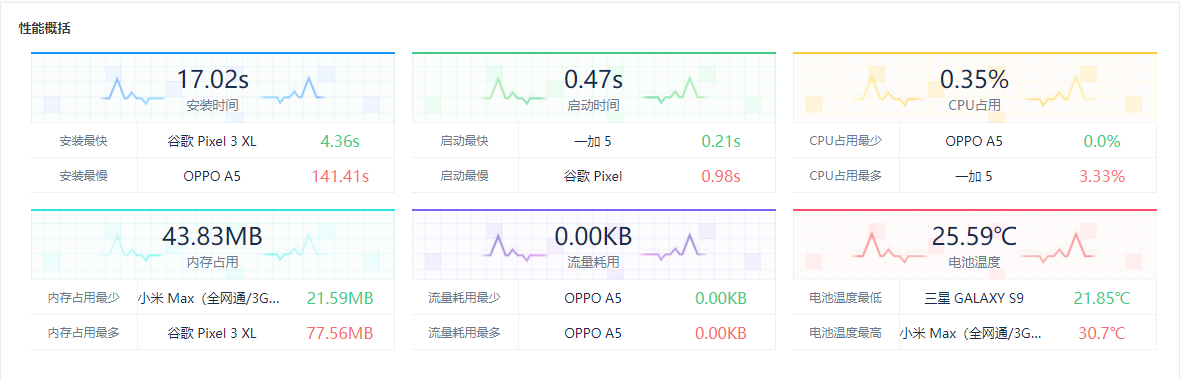 性能概括
17.02s
安装时间
安装最快 谷歌 Pixel 3 XL 4.36s
安装最慢 OPPO A5 141.41s
0.47s
启动时间
启动最快 一加 5 0.21s
启动最慢 谷歌 Pixel 0.98s
0.35%
CPU占用
CPU占用最少 OPPO A5 0.0%
CPU占用最多 一加 5 3.33%
43.83MB
内存占用
内存占用最少 小米 Max（全网通/3G... 21.59MB
内存占用最多 谷歌 Pixel 3 XL 77.56MB
0.00KB
流量耗用
流量耗用最少 OPPO A5 0.00KB
流量耗用最多 OPPO A5 0.00KB
25.59℃
电池温度
电池温度最低 三星 GALAXY S9 21.85℃
电池温度最高 小米 Max（全网通/3G... 30.7℃